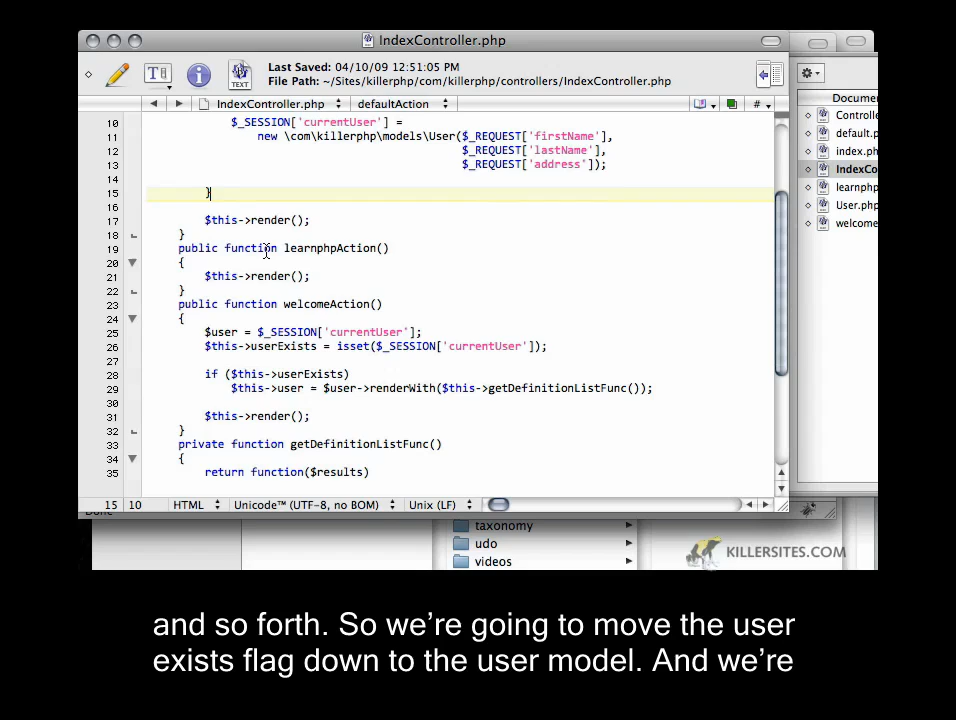 IndexController.php
Last Saved: 04/10/09 12:51:05 PM
File Path: ~/Sites/killerphp/com/killerphp/controllers/IndexController.php
TEXT
IndexController.php defaultAction #
Docume
10 $_SESSION['currentUser'] =
11 new \com\killerphp\models\User($_REQUEST['firstName'],
12 $_REQUEST['lastName'],
13 $_REQUEST['address']);
14
15 }
16
17 $this->render();
18 }
19 public function learnphpAction()
20 {
21 $this->render();
22 }
23 public function welcomeAction()
24 {
25 $user = $_SESSION['currentUser'];
26 $this->userExists = isset($_SESSION['currentUser']);
27
28 if ($this->userExists)
29 $this->user = $user->renderWith($this->getDefinitionListFunc());
30
31 $this->render();
32 }
33 private function getDefinitionListFunc()
34 {
35 return function($results)
Controlle
default.p
index.ph
IndexCo
learnphp
User.php
welcome
15 10 HTML Unicode™ (UTF-8, no BOM) Unix (LF)
taxonomy
udo
videos
KILLERSITES.COM
and so forth. So we’re going to move the user
exists flag down to the user model. And we’re